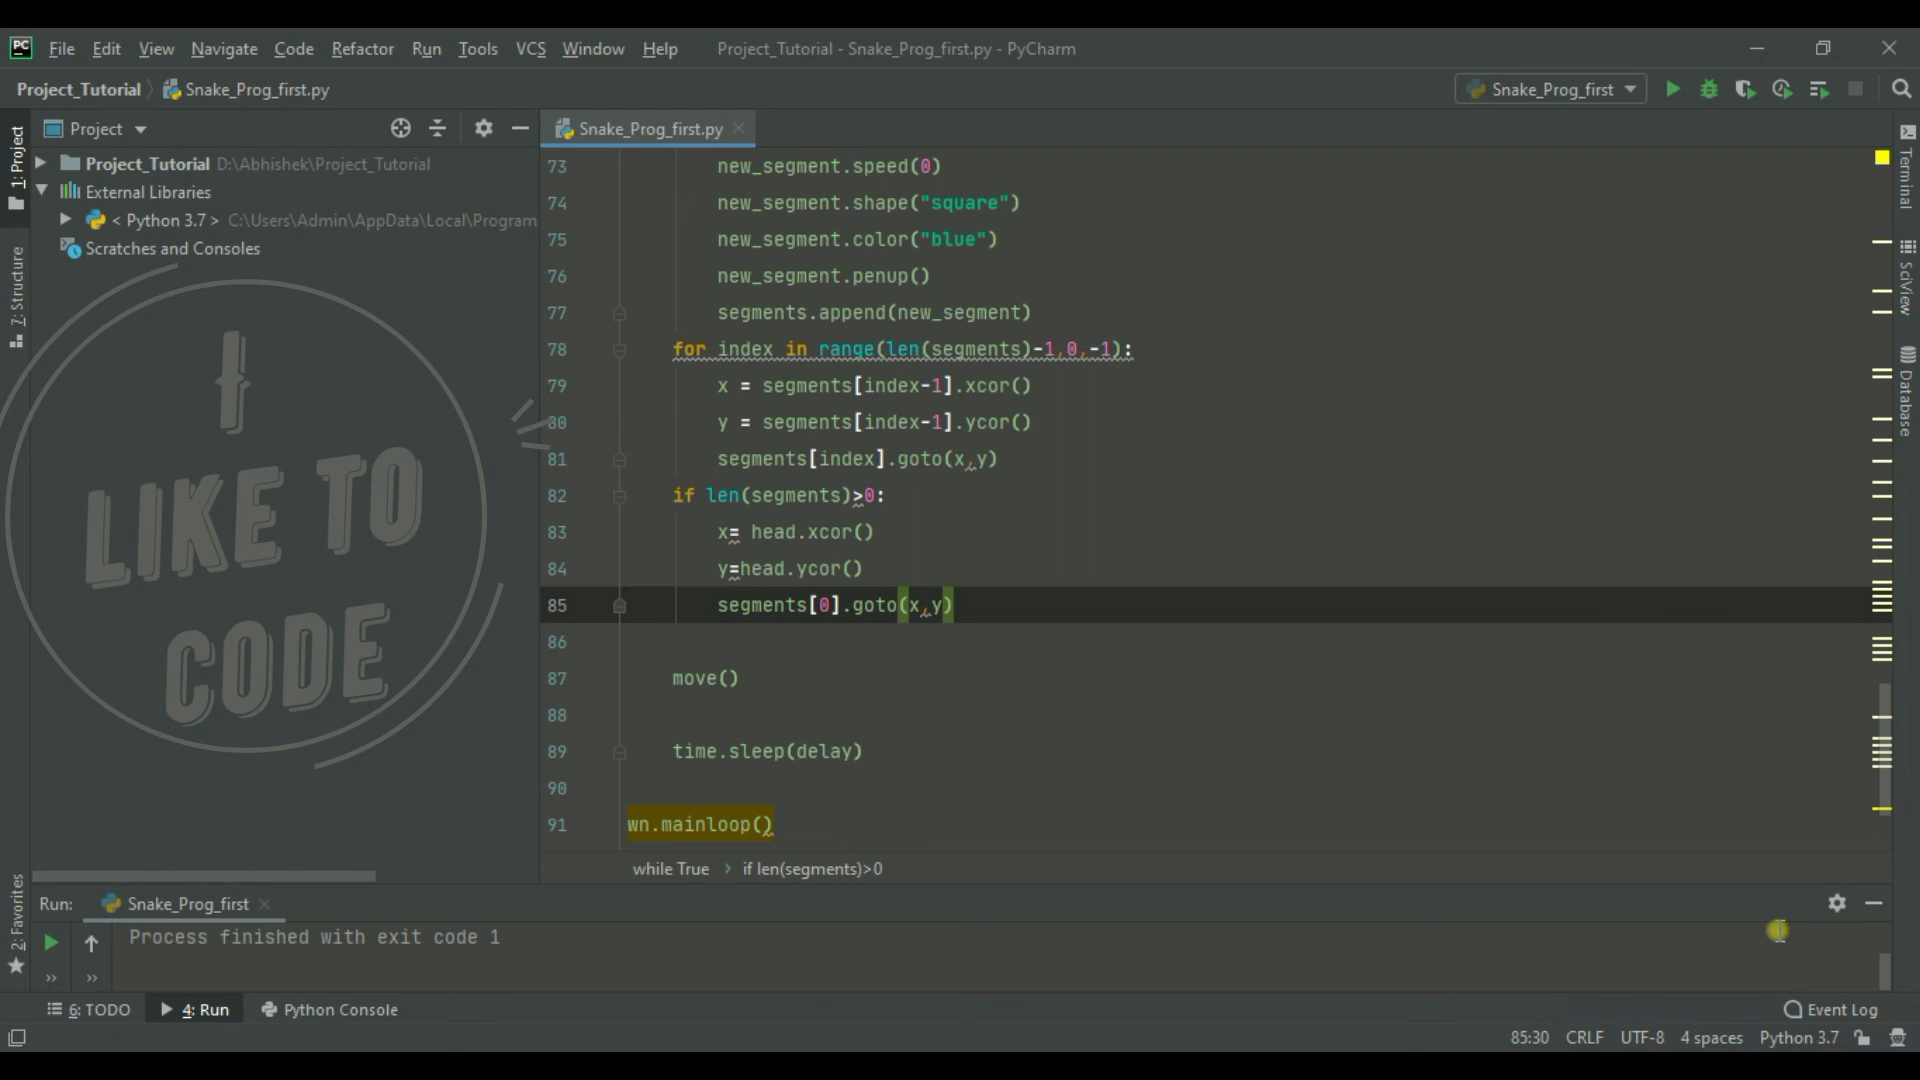 PC File Edit View Navigate Code Refactor Run Tools VCS Window Help Project_Tutorial - Snake_Prog_first.py - PyCharm
Project_Tutorial Snake_Prog_first.py Snake_Prog_first
Project Snake_Prog_first.py
Project_Tutorial D:\Abhishek\Project_Tutorial
External Libraries
< Python 3.7 > C:\Users\Admin\AppData\Local\Program
Scratches and Consoles
1: Project
7: Structure
2: Favorites
I
LIKE TO
CODE
73 new_segment.speed(0)
74 new_segment.shape("square")
75 new_segment.color("blue")
76 new_segment.penup()
77 segments.append(new_segment)
78 for index in range(len(segments)-1,0,-1):
79 x = segments[index-1].xcor()
80 y = segments[index-1].ycor()
81 segments[index].goto(x,y)
82 if len(segments)>0:
83 x= head.xcor()
84 y=head.ycor()
85 segments[0].goto(x,y)
86
87 move()
88
89 time.sleep(delay)
90
91 wn.mainloop()
while True › if len(segments)>0
Terminal
SciView
Database
Run: Snake_Prog_first
Process finished with exit code 1
6: TODO 4: Run Python Console Event Log
85:30 CRLF UTF-8 4 spaces Python 3.7